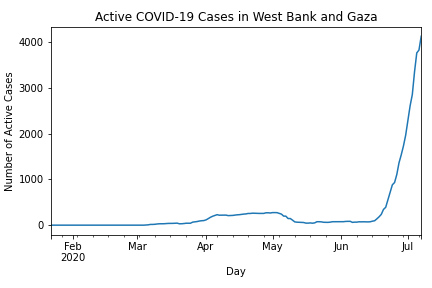 Active COVID-19 Cases in West Bank and Gaza
Number of Active Cases
4000
3000
2000
1000
0
Feb
2020
Mar
Apr
May
Jun
Jul
Day